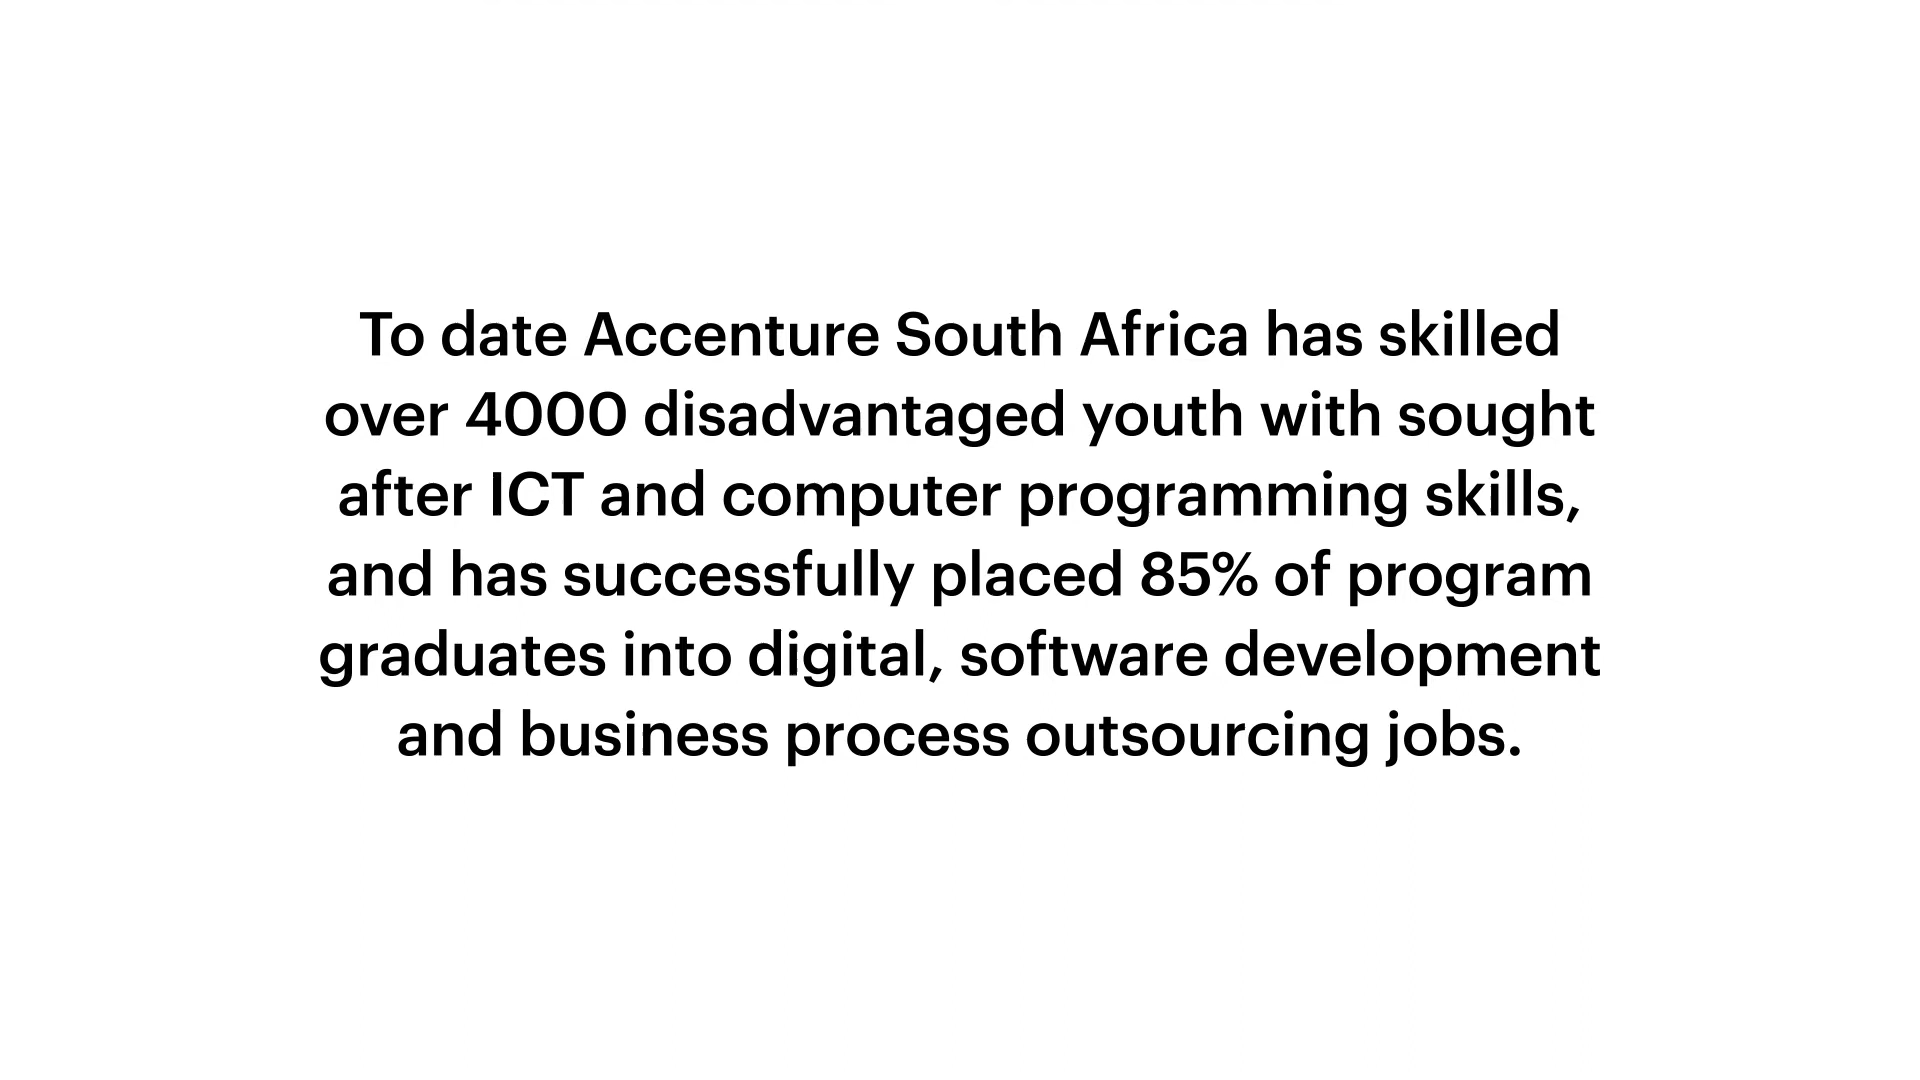 To date Accenture South Africa has skilled
over 4000 disadvantaged youth with sought
after ICT and computer programming skills,
and has successfully placed 85% of program
graduates into digital, software development
and business process outsourcing jobs.